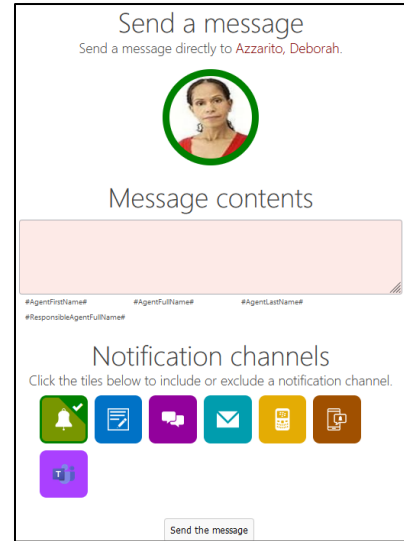 Send a message
Send a message directly to Azzarito, Deborah.
Message contents
#AgentFirstName# #AgentFullName# #AgentLastName#
#ResponsibleAgentFullName#
Notification channels
Click the tiles below to include or exclude a notification channel.
T
Send the message